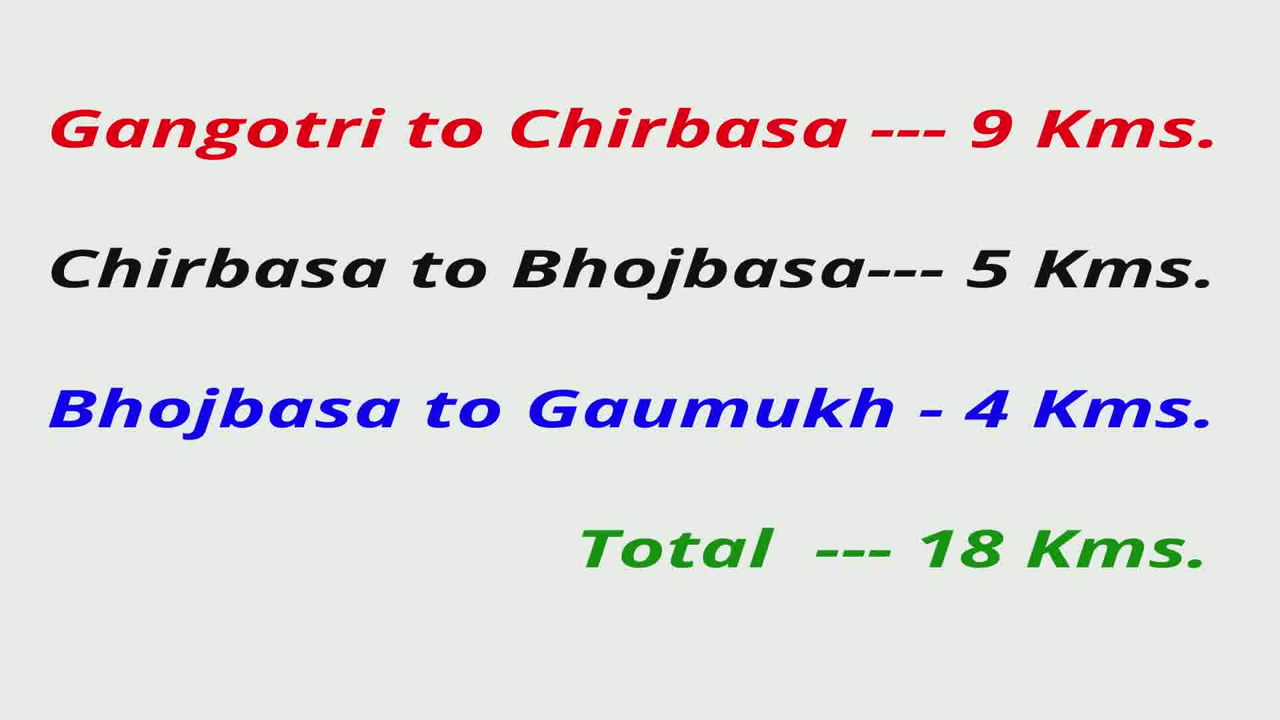 Gangotri to Chirbasa --- 9 Kms.
Chirbasa to Bhojbasa--- 5 Kms.
Bhojbasa to Gaumukh - 4 Kms.
Total --- 18 Kms.